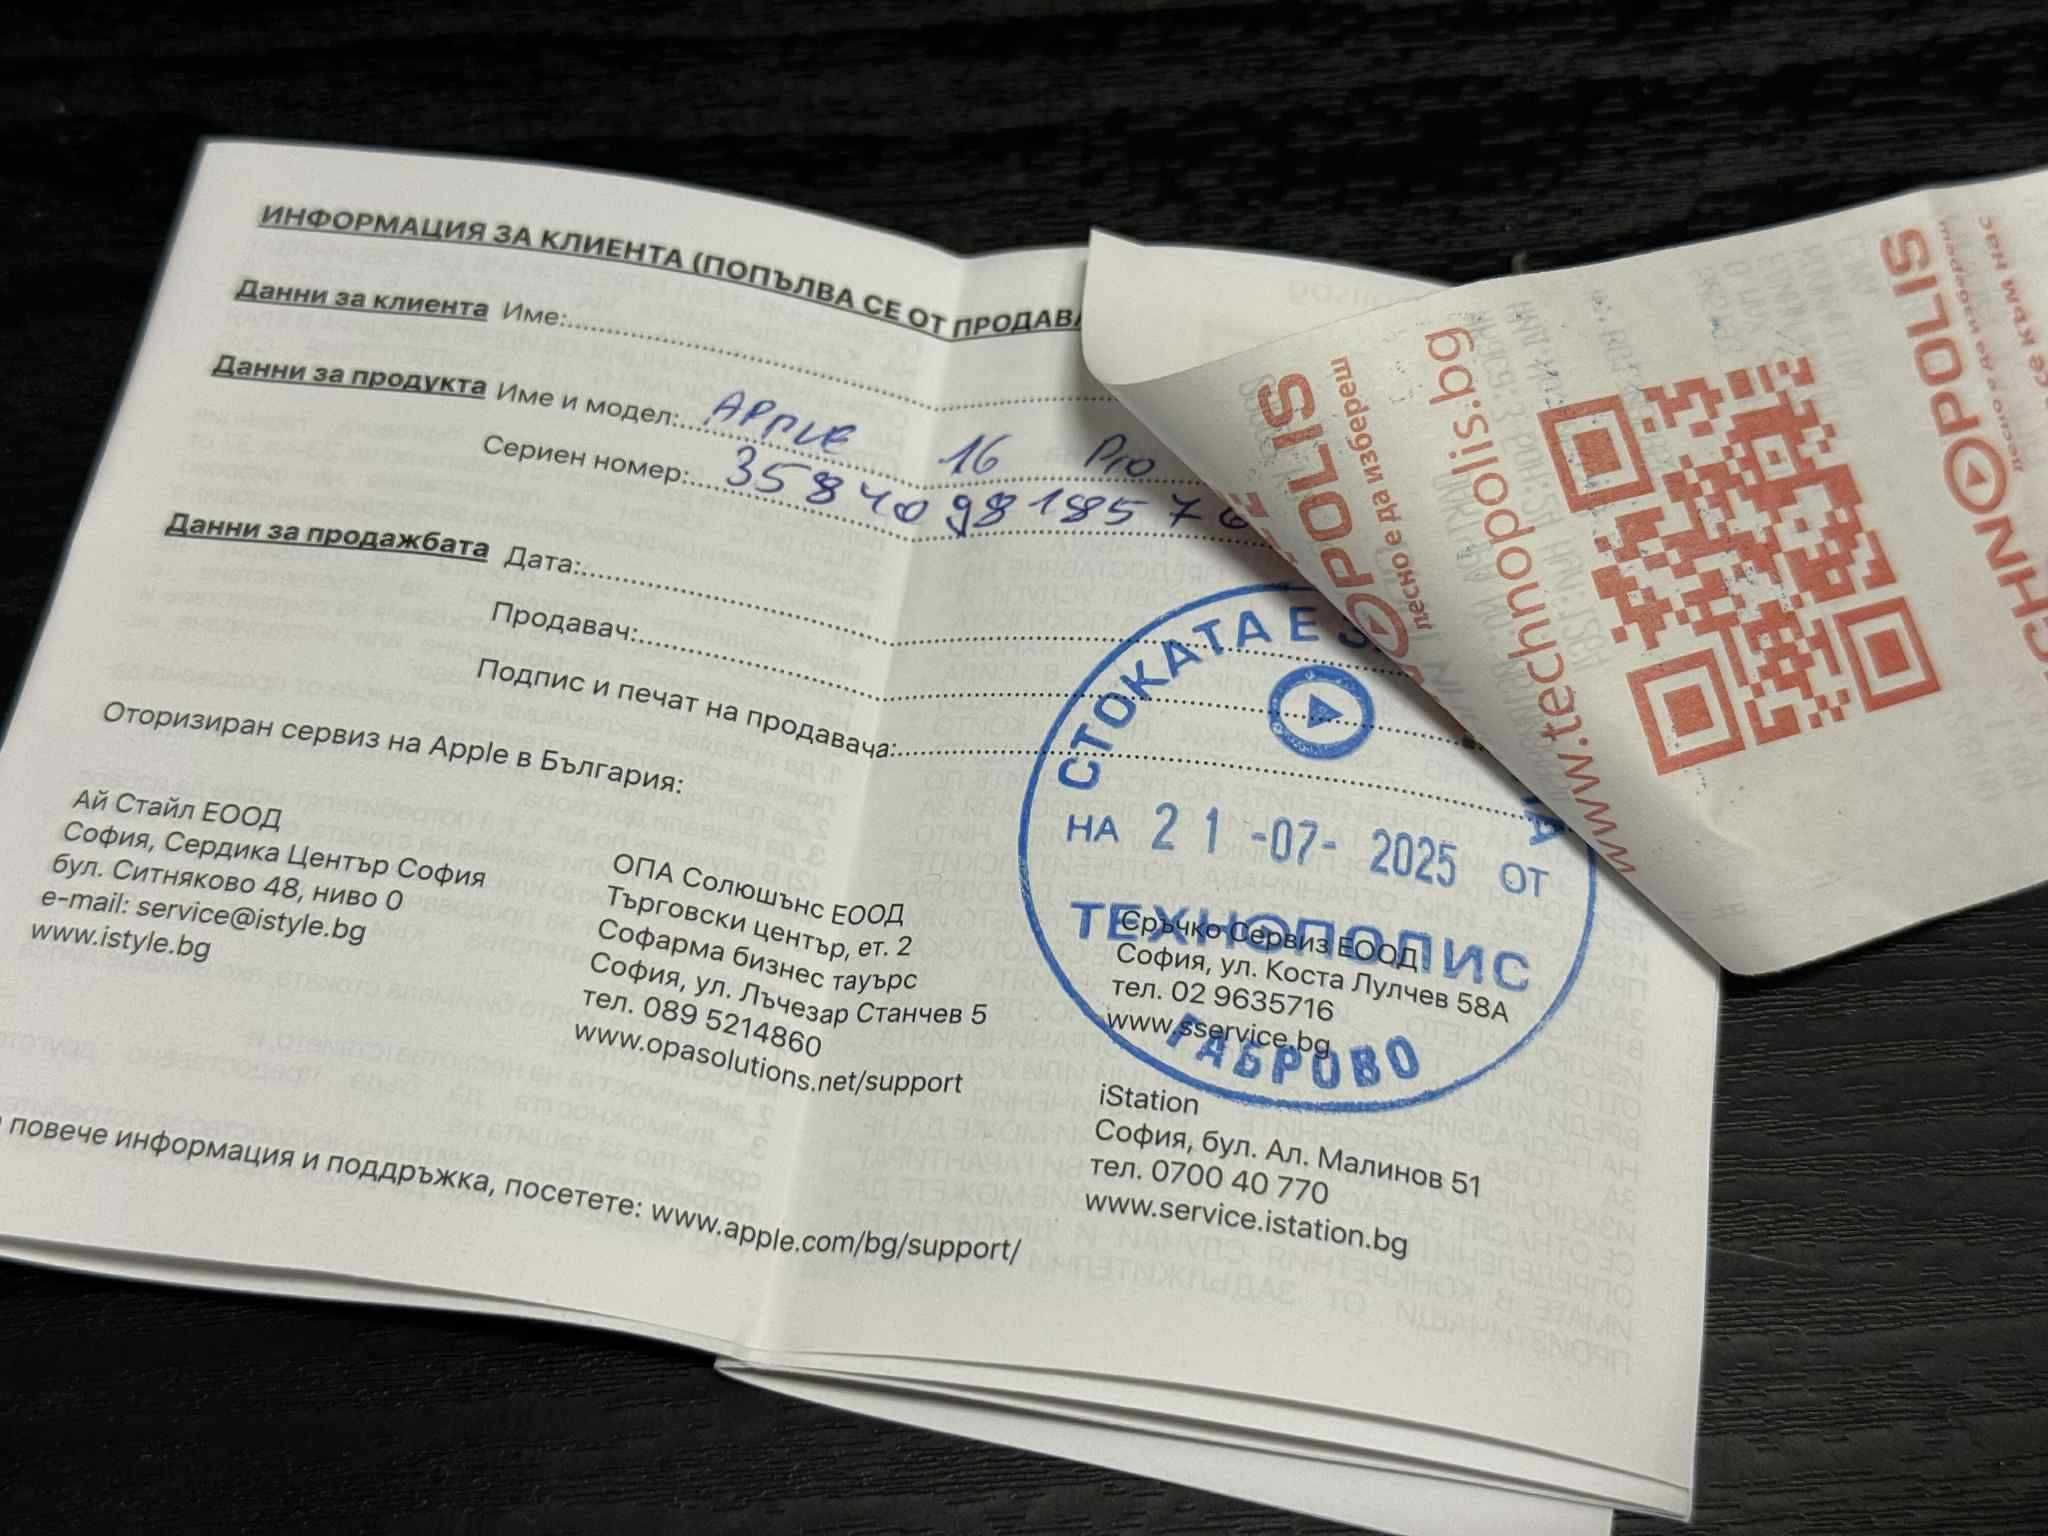 ИНФОРМАЦИЯ ЗА КЛИЕНТА (ПОПЪЛВА СЕ ОТ ПРОДАВА
Данни за клиента Име:
Данни за продукта Име и модел: APPLE 16 Pro
Сериен номер: 35840981857
Данни за продажбата Дата:
Продавач:
Подпис и печат на продавача:
Оторизиран сервиз на Apple в България:
Ай Стайл ЕООД
София, Сердика Център София
бул. Ситняково 48, ниво 0
e-mail: service@istyle.bg
www.istyle.bg
ОПА Солюшънс ЕООД
Търговски център, ет. 2
Софарма бизнес тауърс
София, ул. Лъчезар Станчев 5
тел. 089 5214860
www.opasolutions.net/support
Сръчко Сервиз ЕООД
София, ул. Коста Лулчев 58А
тел. 02 9635716
www.sservice.bg
iStation
София, бул. Ал. Малинов 51
тел. 0700 40 770
www.service.istation.bg
повече информация и поддръжка, посетете: www.apple.com/bg/support/
СТОКАТА Е
НА 21 -07- 2025 ОТ
ТЕХНОПОЛИС
ГАБРОВО
OPOLIS
лесно е да избереш
www.technopolis.bg
CHNOPOLIS
лесно е да избереш